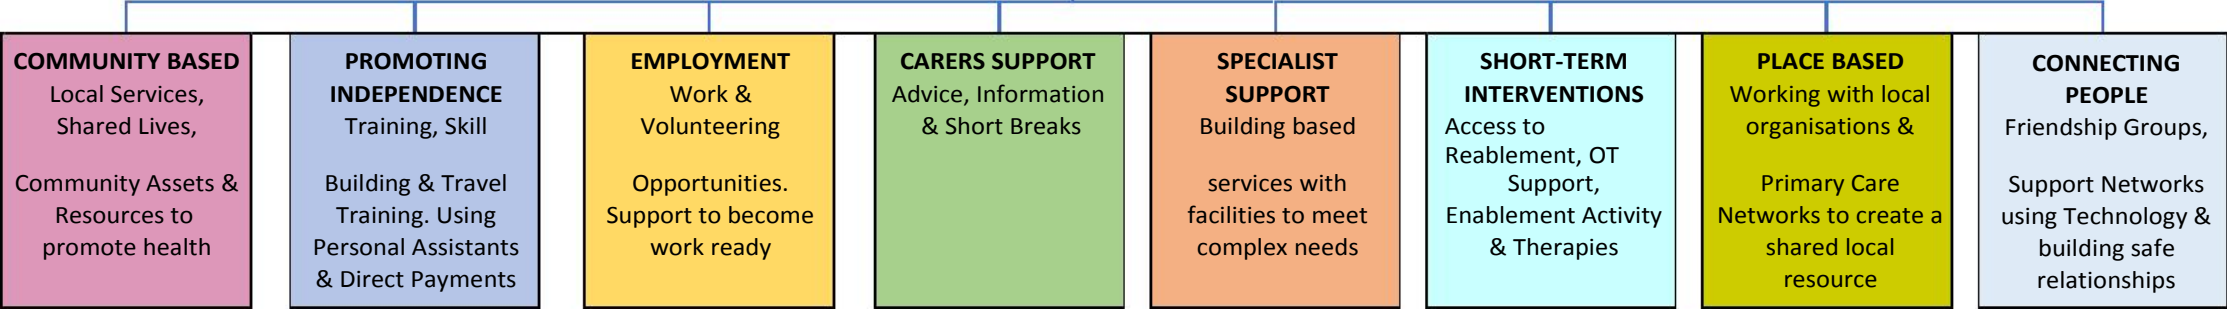 COMMUNITY BASED
Local Services,
Shared Lives,
Community Assets &
Resources to
promote health
PROMOTING
INDEPENDENCE
Training, Skill
Building & Travel
Training. Using
Personal Assistants
& Direct Payments
EMPLOYMENT
Work &
Volunteering
Opportunities.
Support to become
work ready
CARERS SUPPORT
Advice, Information
& Short Breaks
SPECIALIST
SUPPORT
Building based
services with
facilities to meet
complex needs
SHORT-TERM
INTERVENTIONS
Access to
Reablement, OT
Support,
Enablement Activity
& Therapies
PLACE BASED
Working with local
organisations &
Primary Care
Networks to create a
shared local
resource
CONNECTING
PEOPLE
Friendship Groups,
Support Networks
using Technology &
building safe
relationships